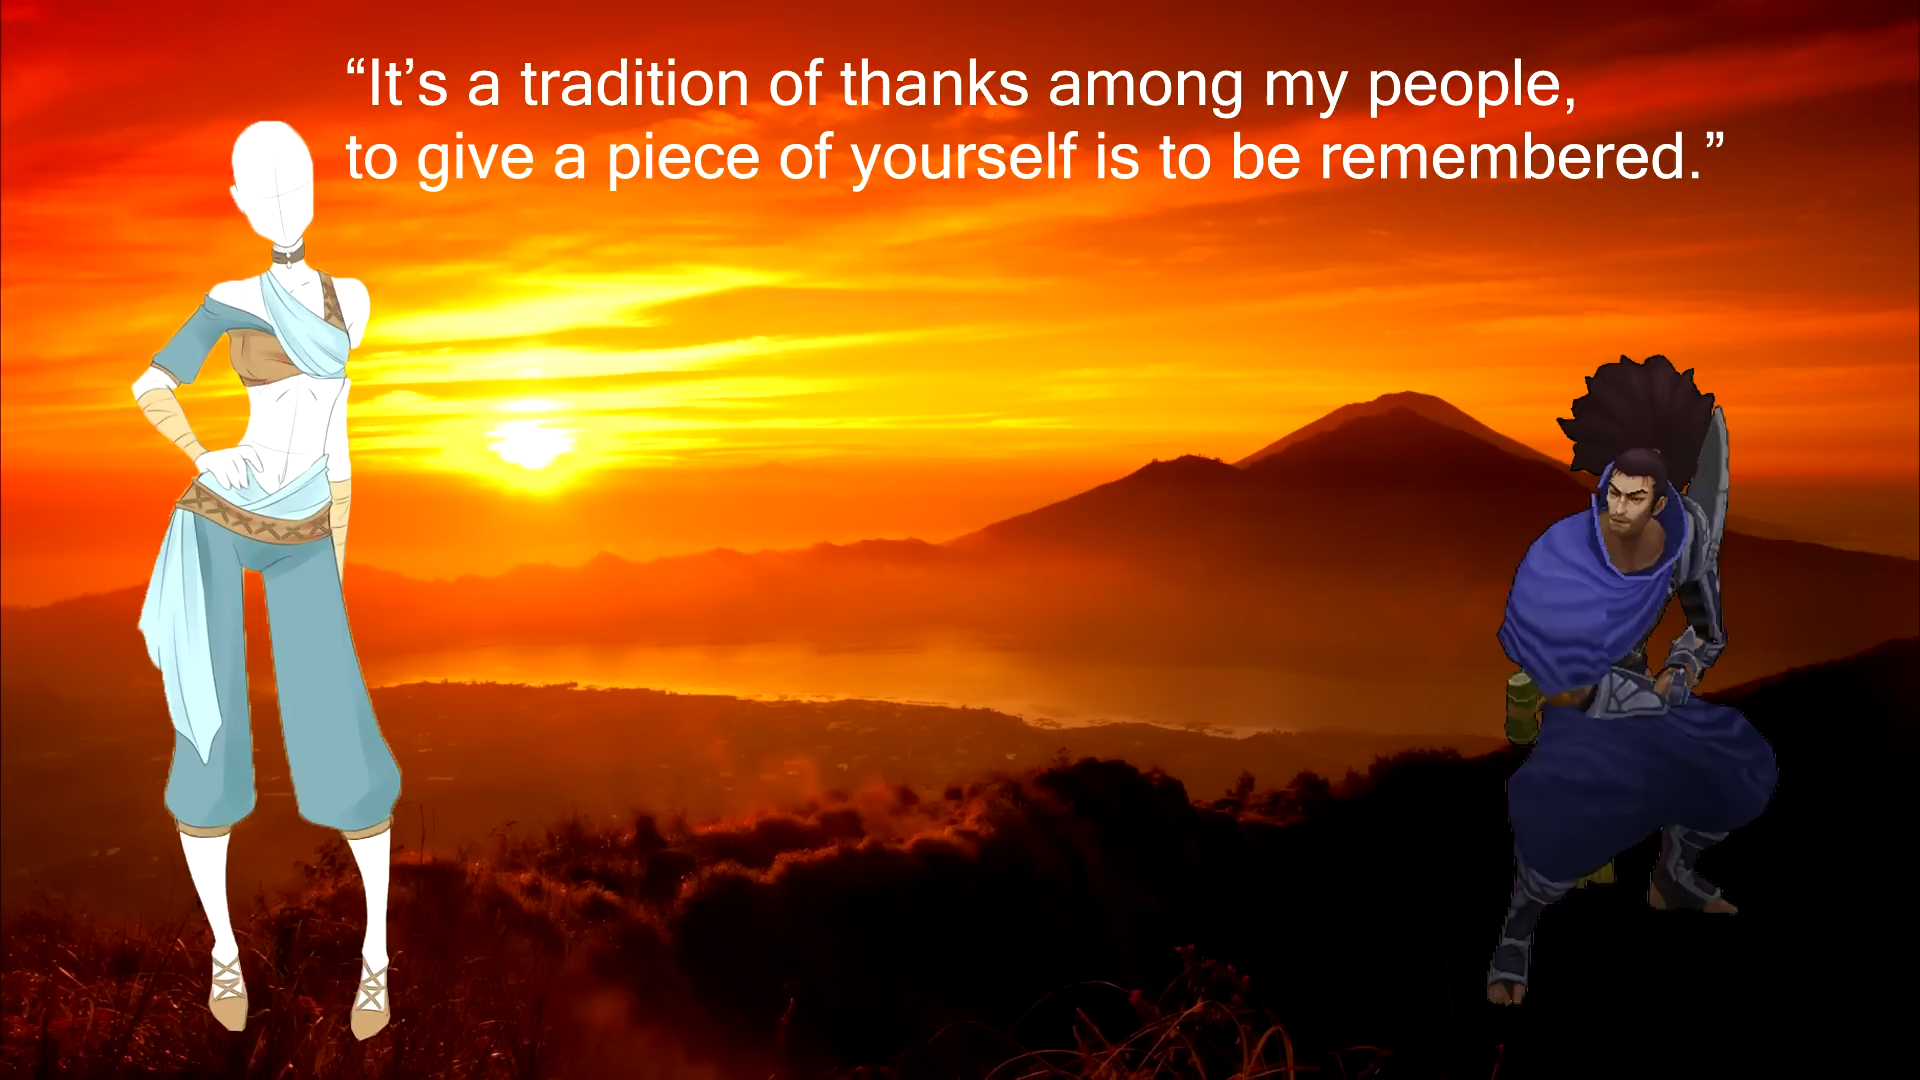 “It’s a tradition of thanks among my people,
to give a piece of yourself is to be remembered.”